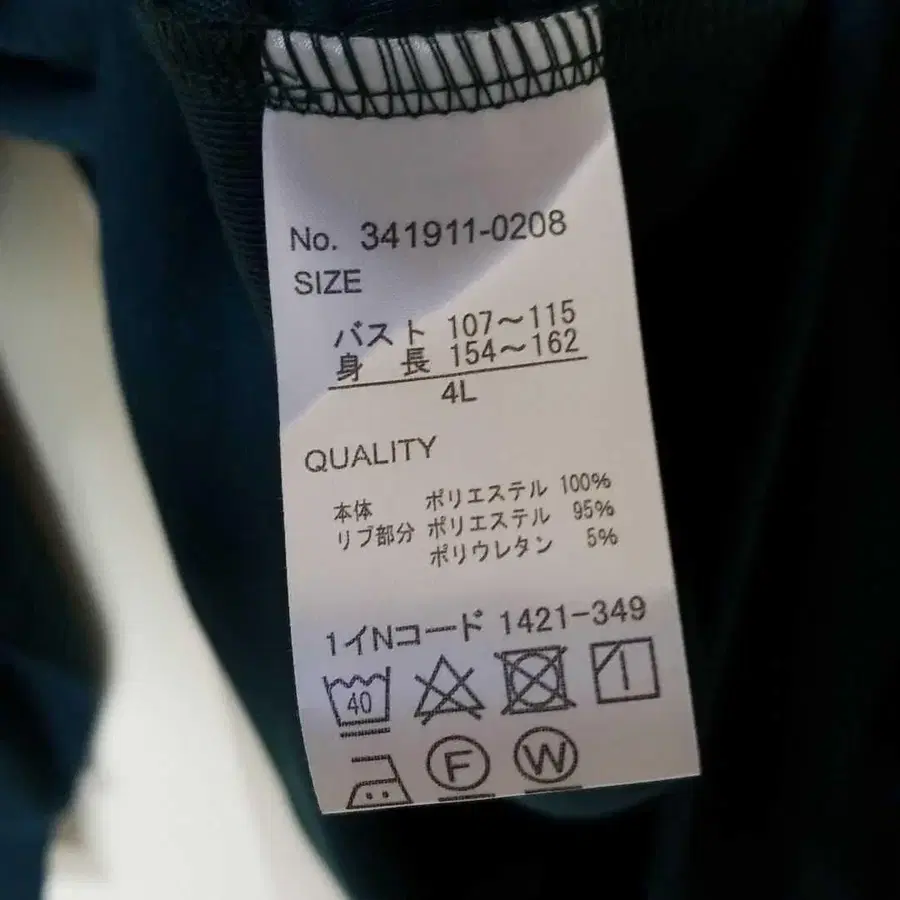 No. 341911-0208
SIZE
バスト 107〜115
身 長 154〜162
4L
QUALITY
本体 ポリエステル 100%
リブ部分 ポリエステル 95%
ポリウレタン 5%
1イNコード 1421-349
40
F W